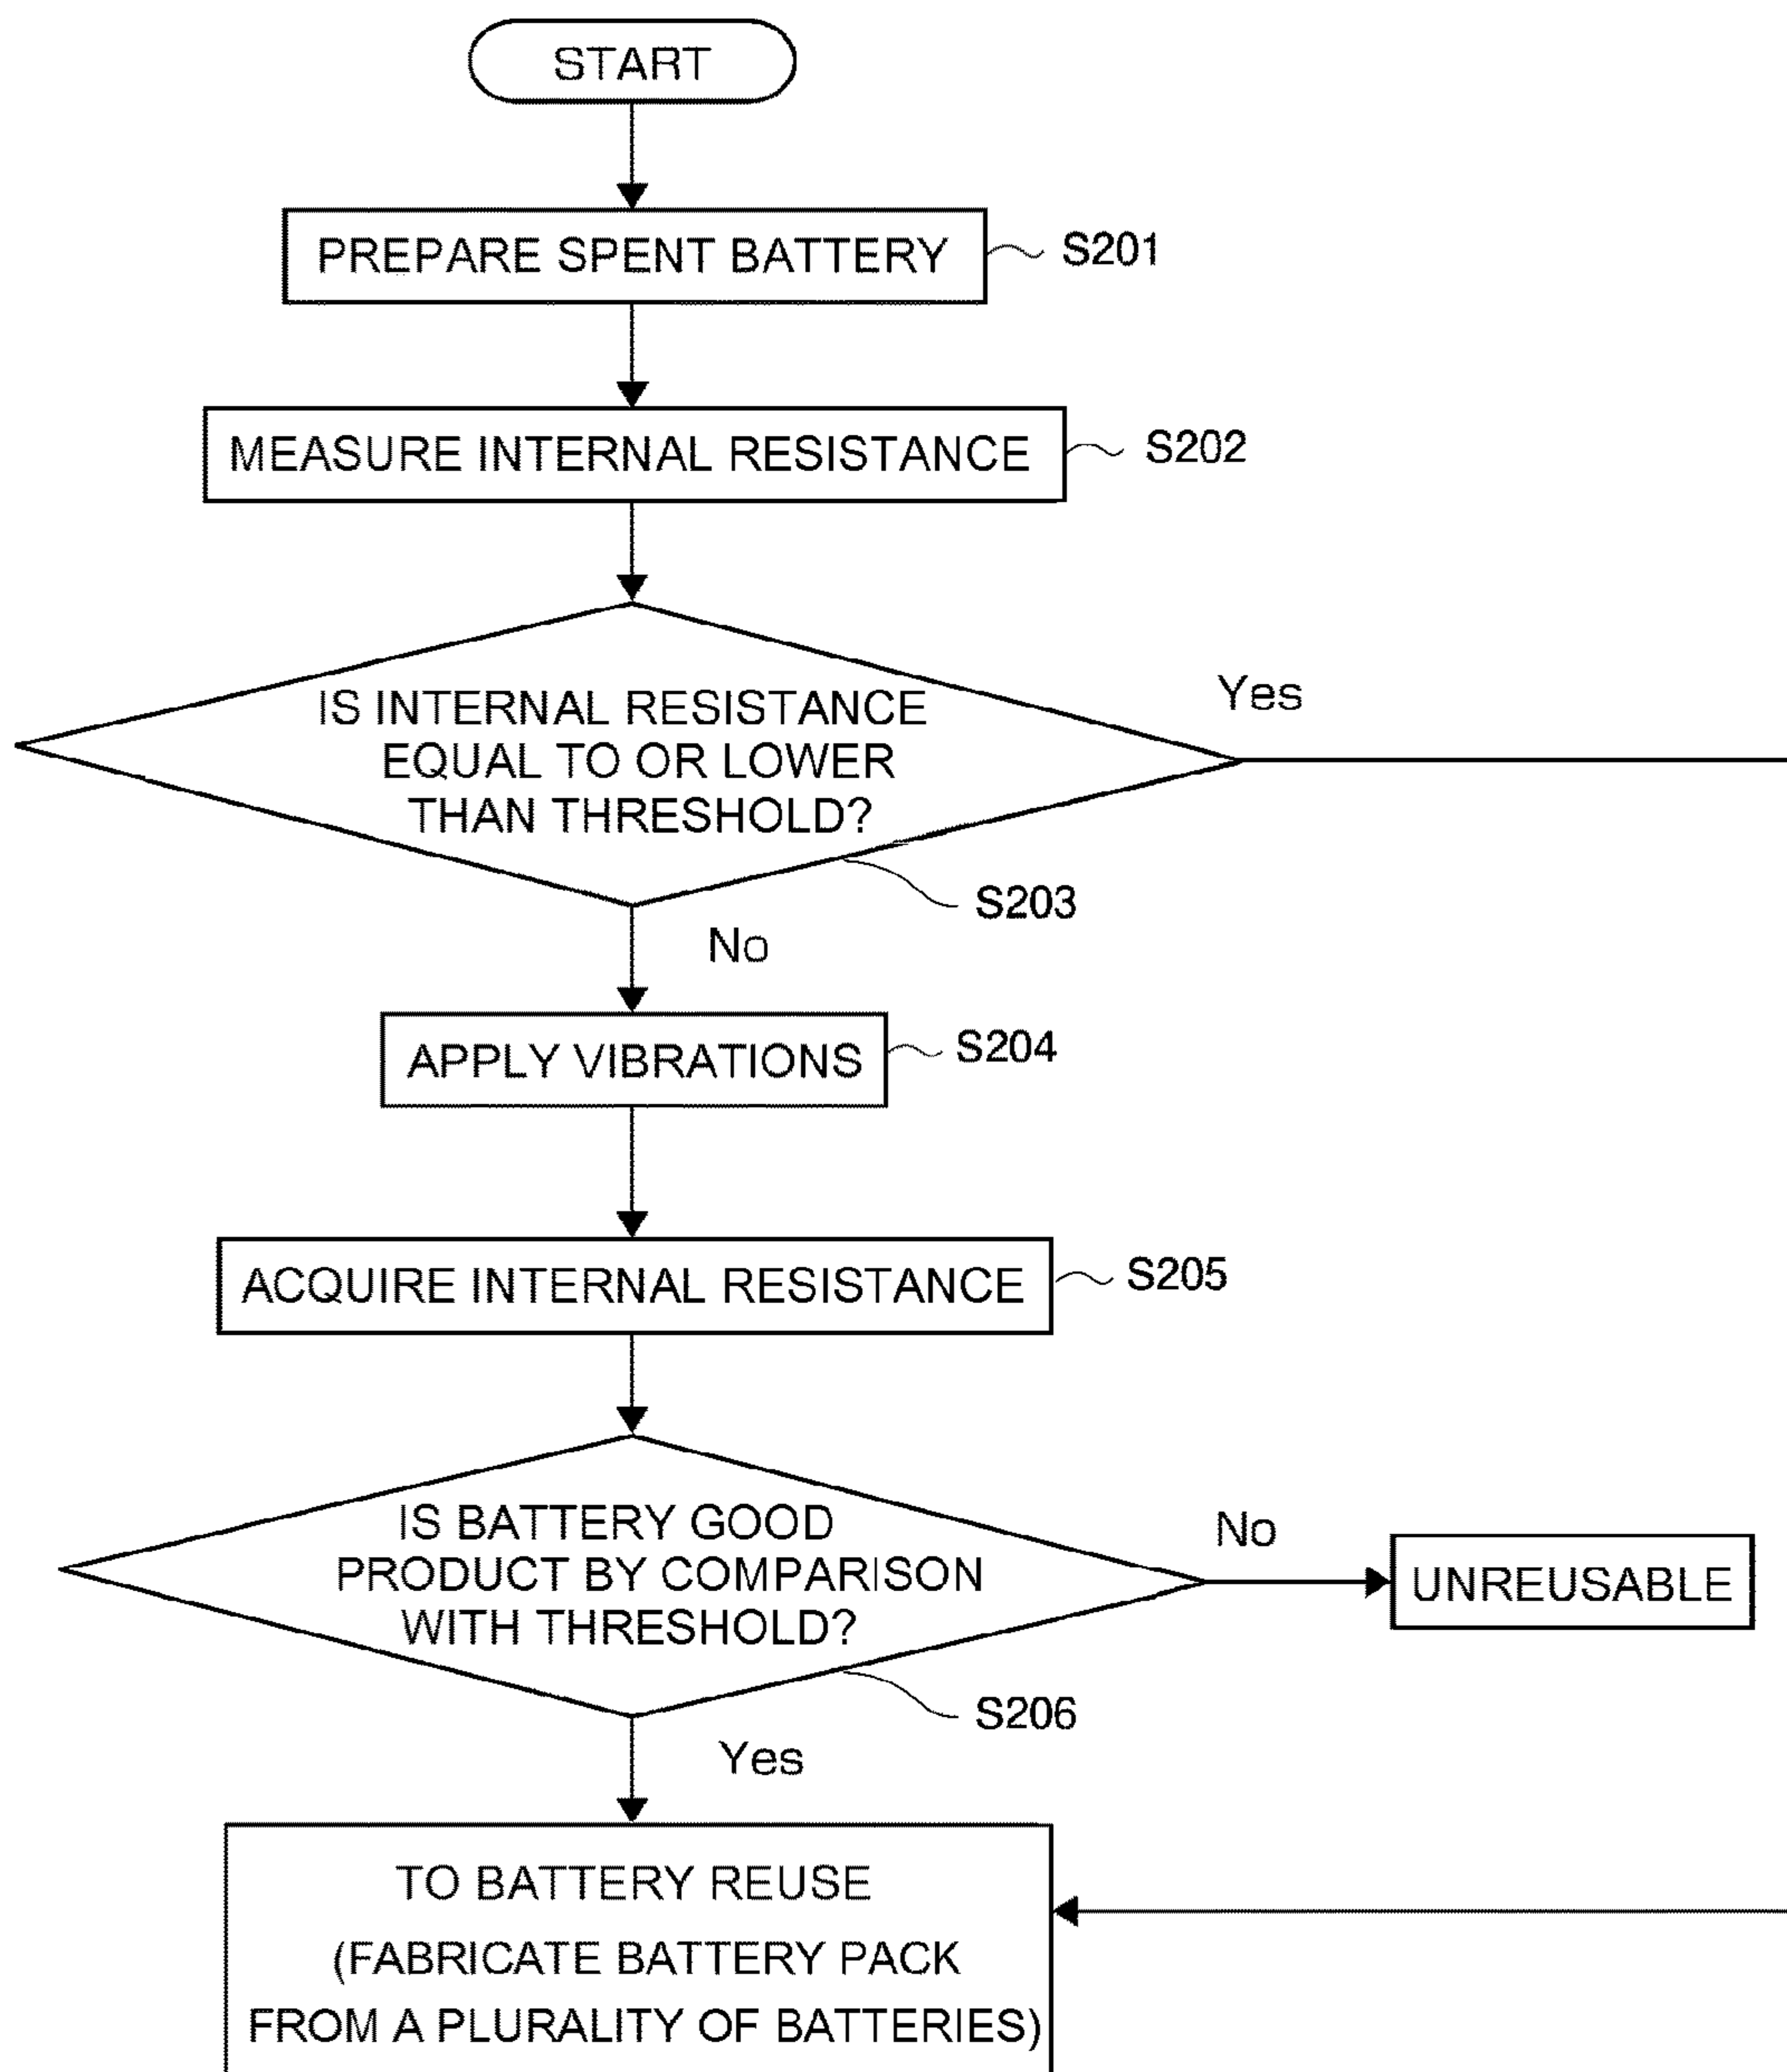 START
PREPARE SPENT BATTERY
S201
MEASURE INTERNAL RESISTANCE
S202
IS INTERNAL RESISTANCE
EQUAL TO OR LOWER
THAN THRESHOLD?
Yes
S203
No
APPLY VIBRATIONS
S204
ACQUIRE INTERNAL RESISTANCE
S205
IS BATTERY GOOD
PRODUCT BY COMPARISON
WITH THRESHOLD?
No
UNREUSABLE
S206
Yes
TO BATTERY REUSE
(FABRICATE BATTERY PACK
FROM A PLURALITY OF BATTERIES)